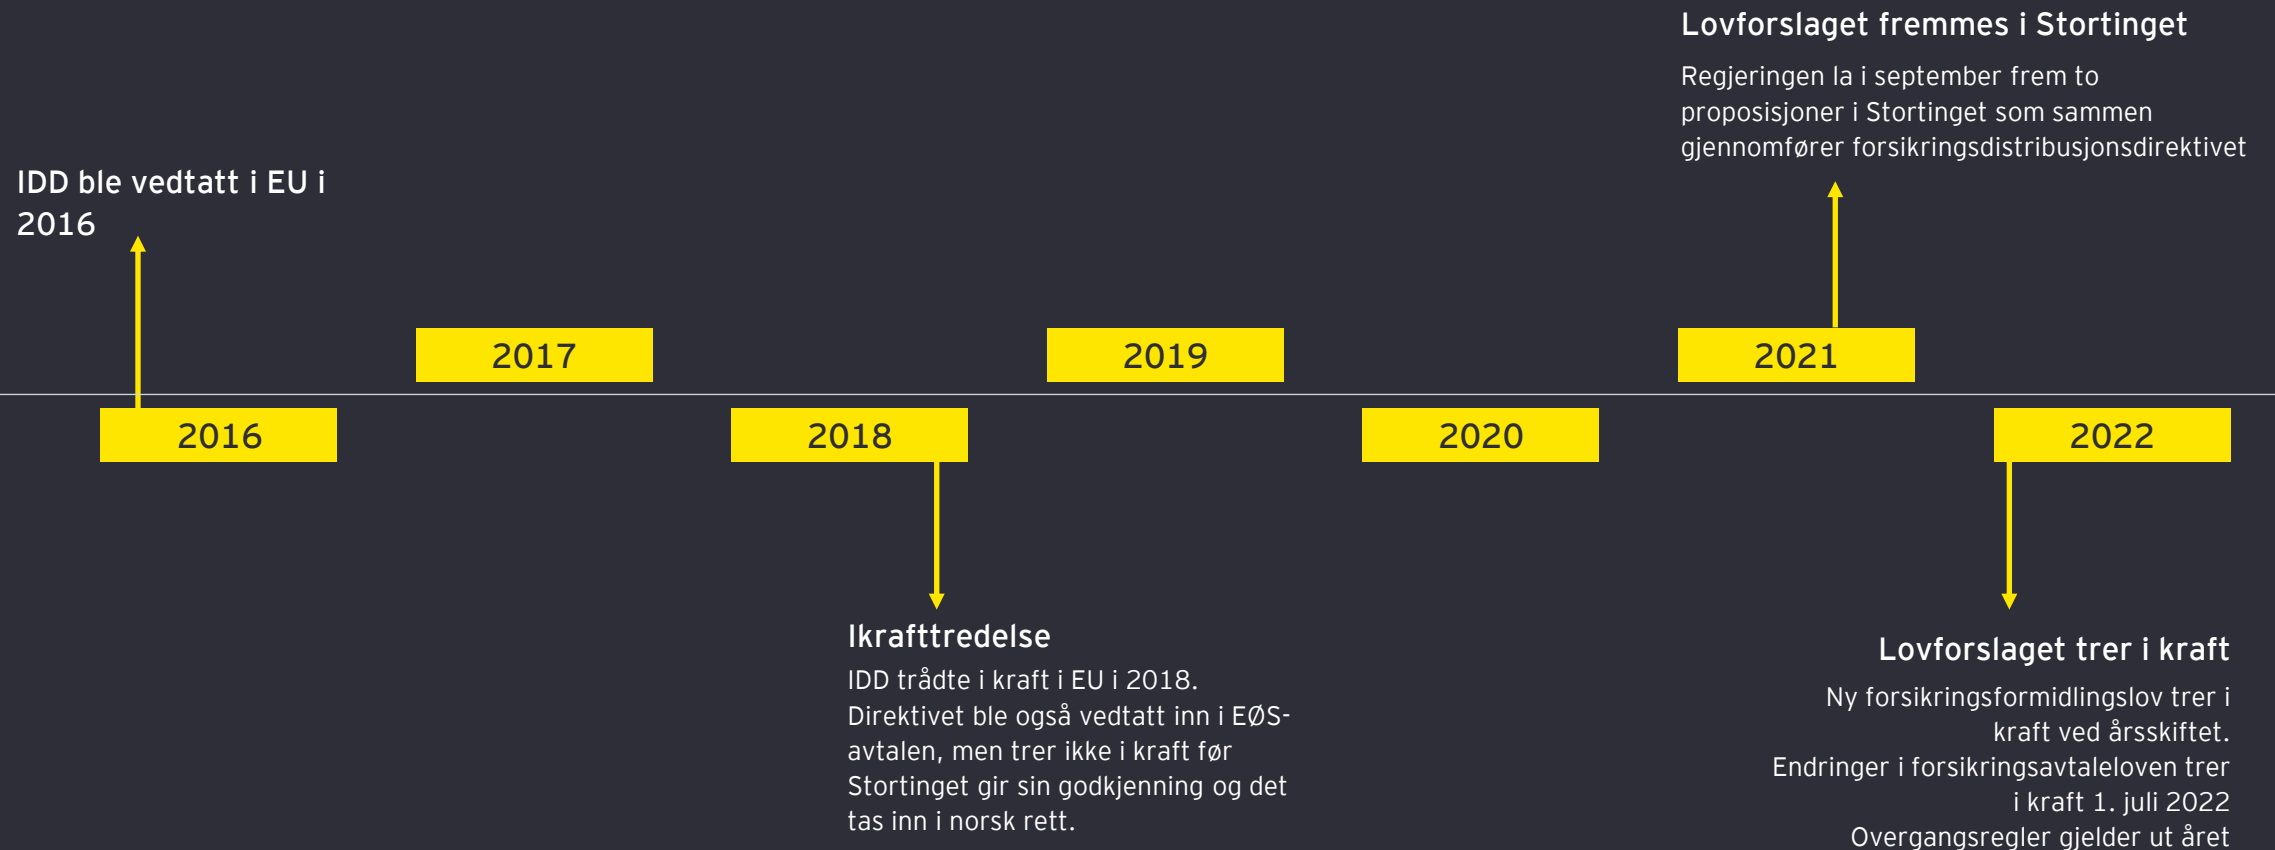 Lovforslaget fremmes i Stortinget
Regjeringen la i september frem to
proposisjoner i Stortinget som sammen
gjennomfører forsikringsdistribusjonsdirektivet
IDD ble vedtatt i EU i
2016
2017
2019
2021
2016
2018
2020
2022
Ikrafttredelse
IDD trådte i kraft i EU i 2018.
Direktivet ble også vedtatt inn i EØS-
avtalen, men trer ikke i kraft før
Stortinget gir sin godkjenning og det
tas inn i norsk rett.
Lovforslaget trer i kraft
Ny forsikringsformidlingslov trer i
kraft ved årsskiftet.
Endringer i forsikringsavtaleloven trer
i kraft 1. juli 2022
Overgangsregler gjelder ut året